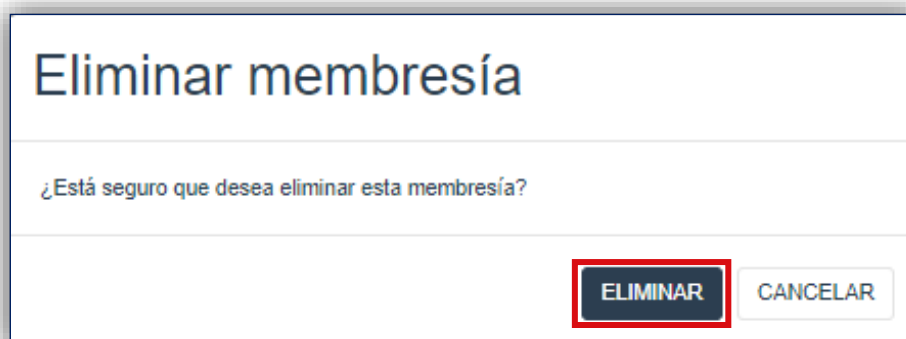 Eliminar membresía
¿Está seguro que desea eliminar esta membresía?
ELIMINAR CANCELAR